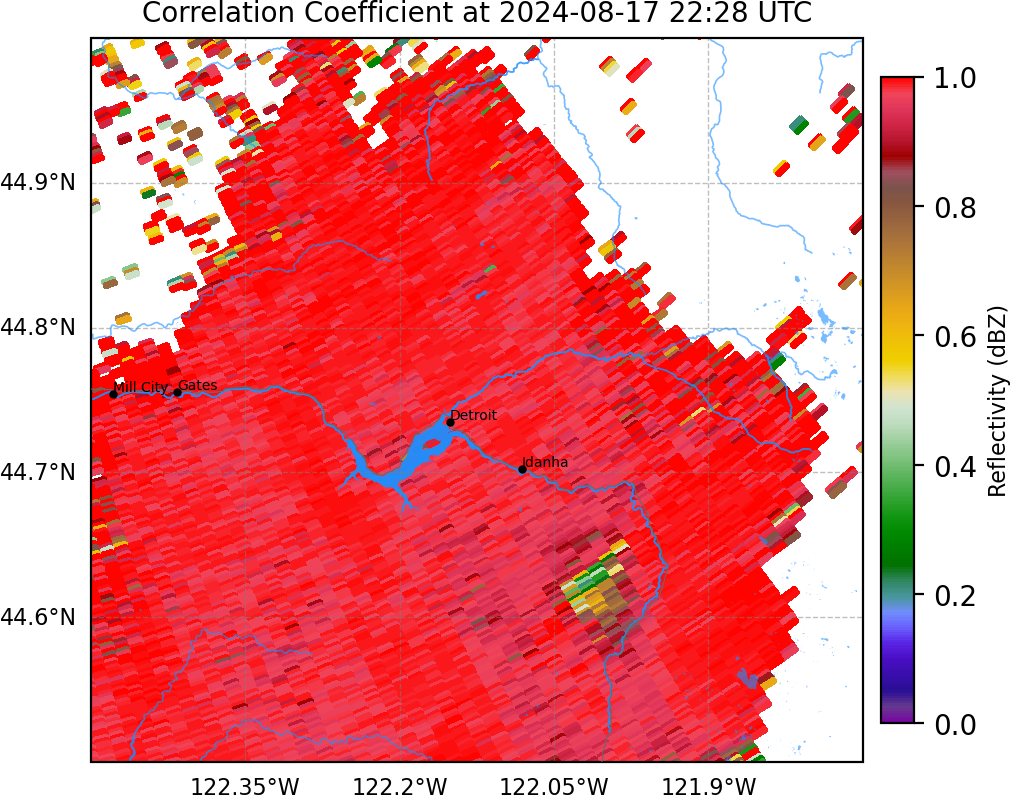 Correlation Coefficient at 2024-08-17 22:28 UTC
44.9°N
44.8°N
44.7°N
44.6°N
Mill City
Gates
Detroit
Idanha
122.35°W
122.2°W
122.05°W
121.9°W
1.0
0.8
0.6
0.4
0.2
0.0
Reflectivity (dBZ)